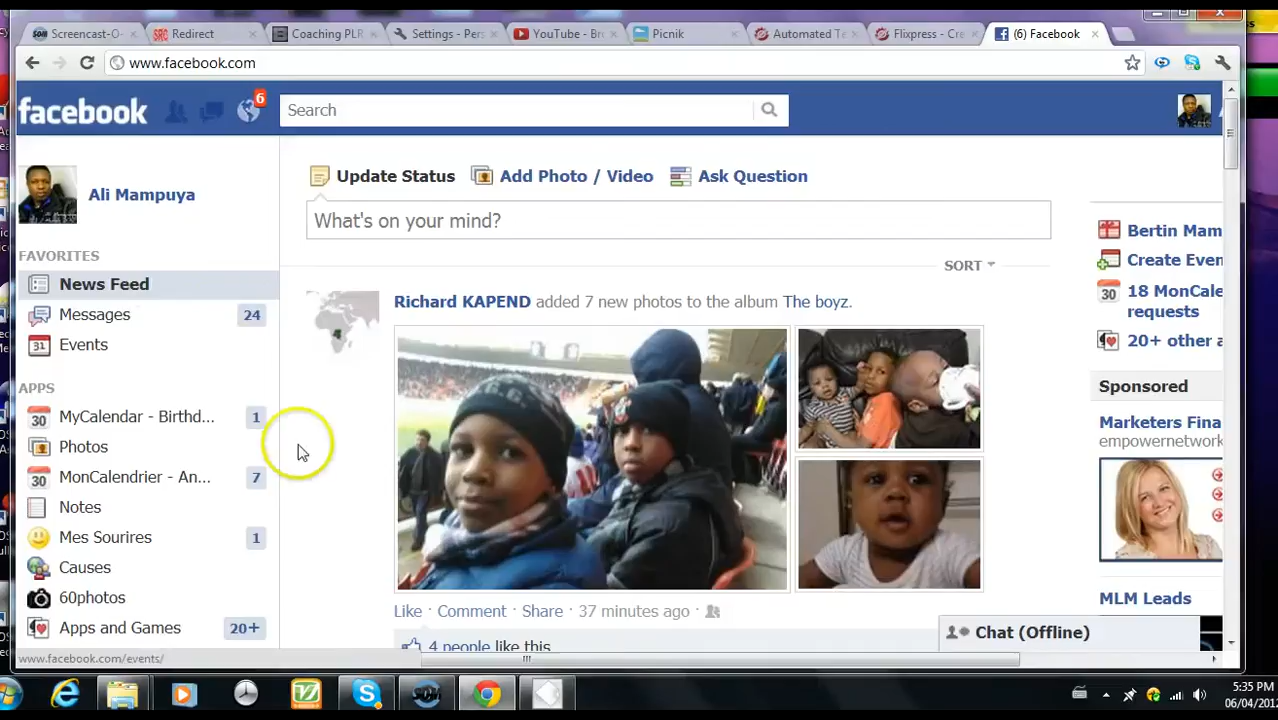 Screencast-O-
Redirect
Coaching PLR
Settings - Pers
YouTube - Bro
Picnik
Automated Te
Flixpress - Cre
(6) Facebook
www.facebook.com
facebook
6
Search
Ali Mampuya
Update Status
Add Photo / Video
Ask Question
What's on your mind?
SORT
FAVORITES
News Feed
Messages 24
Events
APPS
MyCalendar - Birthd... 1
Photos
MonCalendrier - An... 7
Notes
Mes Sourires 1
Causes
60photos
Apps and Games 20+
www.facebook.com/events/
Richard KAPEND added 7 new photos to the album The boyz.
Like · Comment · Share · 37 minutes ago
4 people like this
Bertin Mam
Create Even
18 MonCale
requests
20+ other a
Sponsored
Marketers Fina
empowernetwork
MLM Leads
Chat (Offline)
5:35 PM
06/04/2012